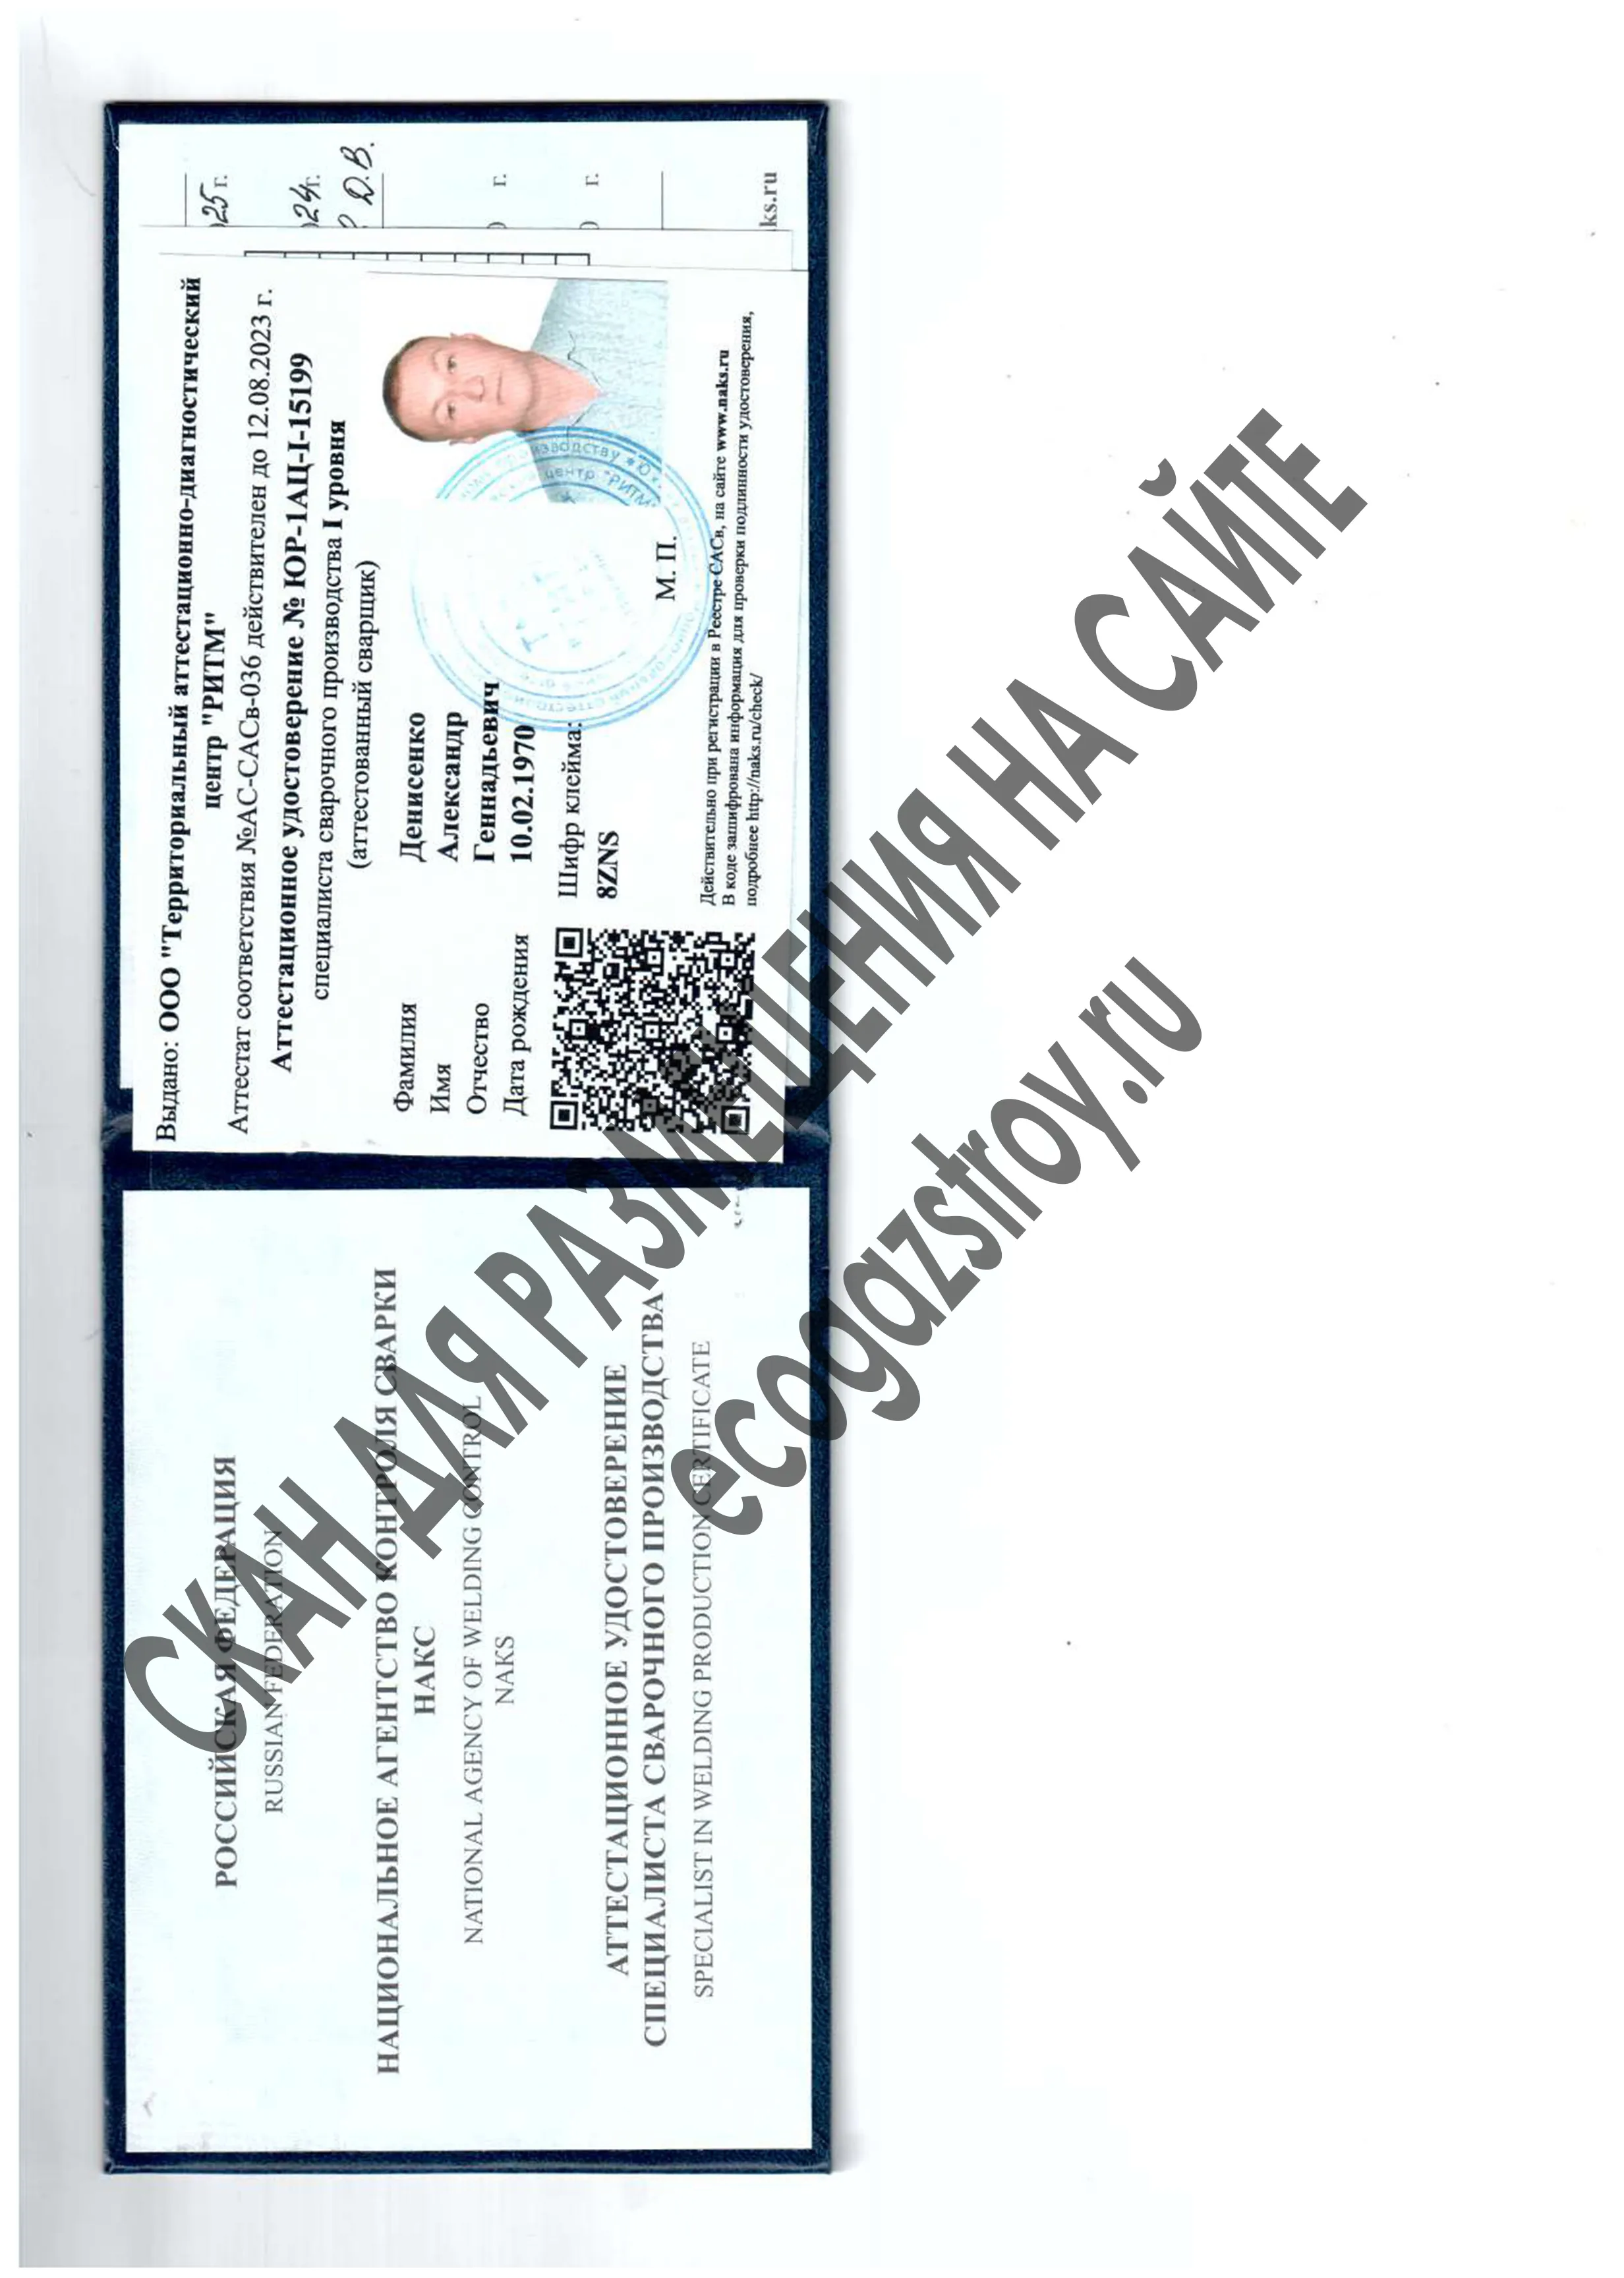 РОССИЙСКАЯ ФЕДЕРАЦИЯ
RUSSIAN FEDERATION
НАЦИОНАЛЬНОЕ АГЕНТСТВО КОНТРОЛЯ СВАРКИ
НАКС
NATIONAL AGENCY OF WELDING CONTROL
NAKS
АТТЕСТАЦИОННОЕ УДОСТОВЕРЕНИЕ
СПЕЦИАЛИСТА СВАРОЧНОГО ПРОИЗВОДСТВА
SPECIALIST IN WELDING PRODUCTION CERTIFICATE
Выдано: ООО "Территориальный аттестационно-диагностический
центр "РИТМ"
Аттестат соответствия №АС-САСв-036 действителен до 12.08.2023 г.
Аттестационное удостоверение № ЮР-1АЦ-I-15199
специалиста сварочного производства I уровня
(аттестованный сварщик)
Фамилия Денисенко
Имя Александр
Отчество Геннадьевич
Дата рождения 10.02.1970
Шифр клейма:
8ZNS
М. П.
Действительно при регистрации в Реестре САСв, на сайте www.naks.ru
В коде зашифрована информация для проверки подлинности удостоверения,
подробнее http://naks.ru/check/
25 г.
24 г.
Д.В.
г.
г.
ks.ru
СКАН ДЛЯ РАЗМЕЩЕНИЯ НА САЙТЕ
ecogazstroy.ru